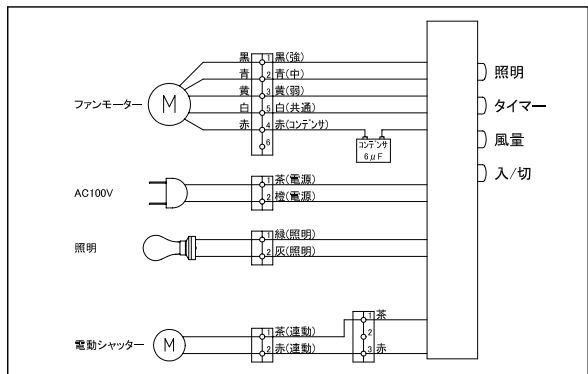 黒 1 黒(強)
青 2 青(中)
黄 3 黄(弱)
ファンモーター M 白 5 白(共通)
赤 4 赤(コンデンサ)
6
コンデンサ
6μF
照明
タイマー
風量
入/切
AC100V
1 茶(電源)
2 橙(電源)
照明
1 緑(照明)
2 灰(照明)
電動シャッター M
1 茶(連動)
2 赤(連動)
1 茶
2
3 赤